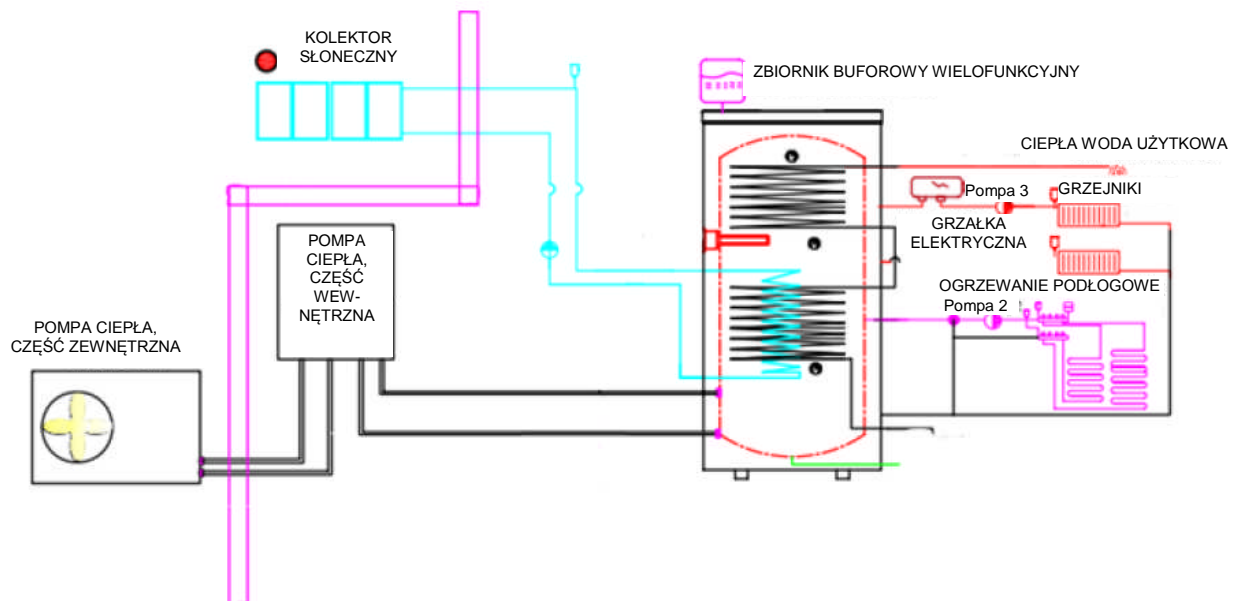 KOLEKTOR
SŁONECZNY
ZBIORNIK BUFOROWY WIELOFUNKCYJNY
CIEPŁA WODA UŻYTKOWA
Pompa 3
GRZEJNIKI
GRZAŁKA
ELEKTRYCZNA
POMPA
CIEPŁA,
CZĘŚĆ
WEW-
NĘTRZNA
OGRZEWANIE PODŁOGOWE
Pompa 2
POMPA CIEPŁA,
CZĘŚĆ ZEWNĘTRZNA